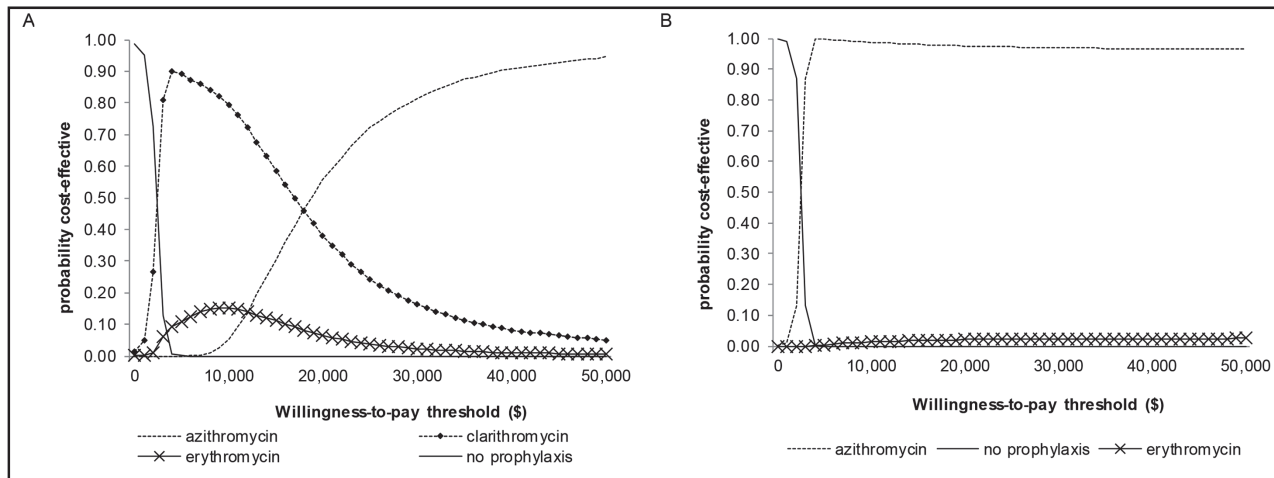 A
1.00
0.90
0.80
0.70
0.60
0.50
0.40
0.30
0.20
0.10
0.00
probability cost-effective
0 10,000 20,000 30,000 40,000 50,000
Willingness-to-pay threshold ($)
azithromycin clarithromycin
erythromycin no prophylaxis
B
1.00
0.90
0.80
0.70
0.60
0.50
0.40
0.30
0.20
0.10
0.00
probability cost-effective
0 10,000 20,000 30,000 40,000 50,000
Willingness-to-pay threshold ($)
azithromycin no prophylaxis erythromycin